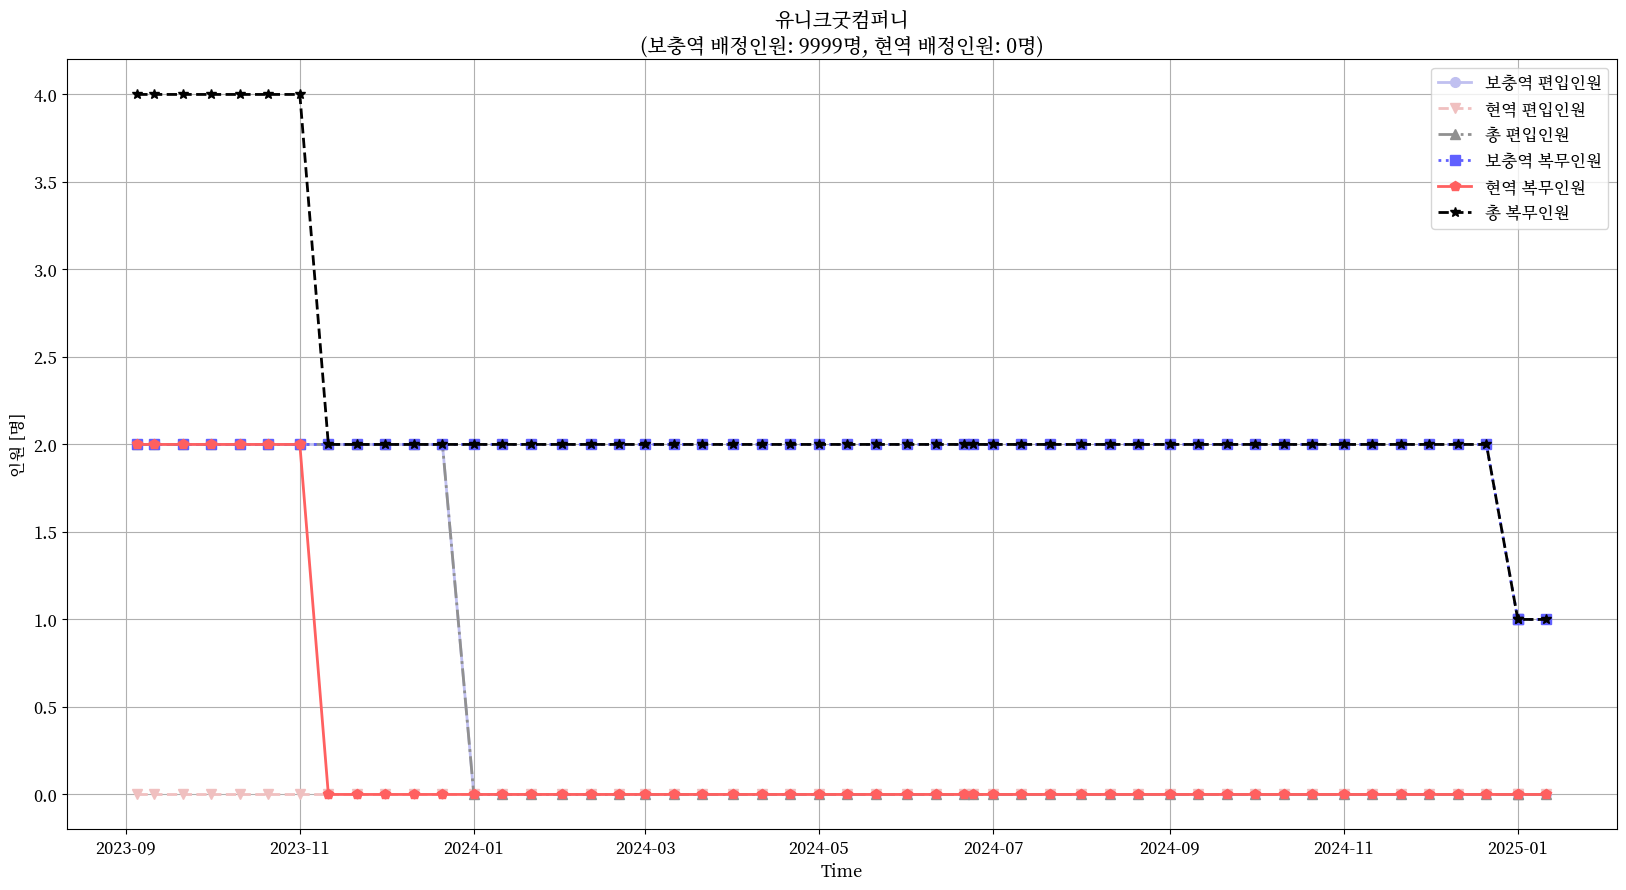 유니크굿컴퍼니
(보충역 배정인원: 9999명, 현역 배정인원: 0명)
보충역 편입인원
현역 편입인원
총 편입인원
보충역 복무인원
현역 복무인원
총 복무인원
인원 [명]
4.0
3.5
3.0
2.5
2.0
1.5
1.0
0.5
0.0
2023-09
2023-11
2024-01
2024-03
2024-05
2024-07
2024-09
2024-11
2025-01
Time